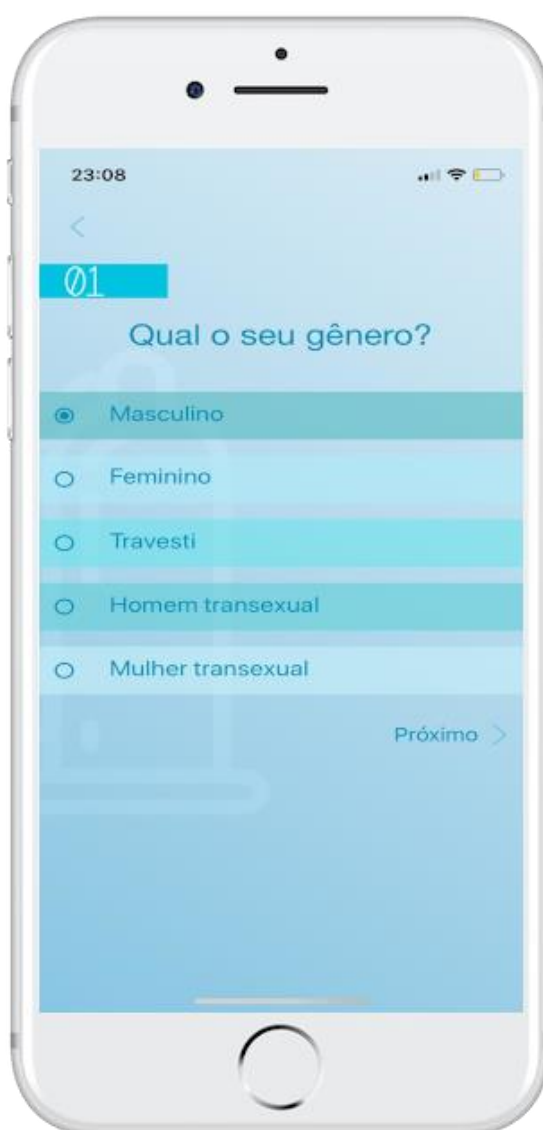 23:08
01
Qual o seu gênero?
Masculino
Feminino
Travesti
Homem transexual
Mulher transexual
Próximo